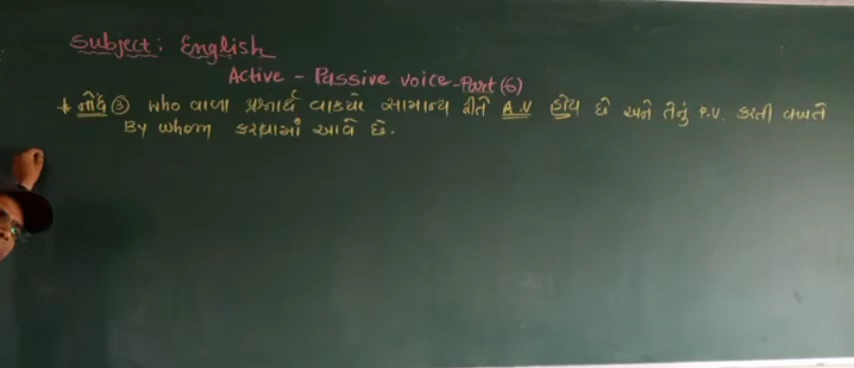 Subject: English
Active - Passive voice-Part (6)
* નોંધ ③ who વાળા પ્રશ્નાર્થ વાક્યો સામાન્ય રીતે A.V હોય છે અને તેનું P.V. કરતી વખતે
By whom કરવામાં આવે છે.